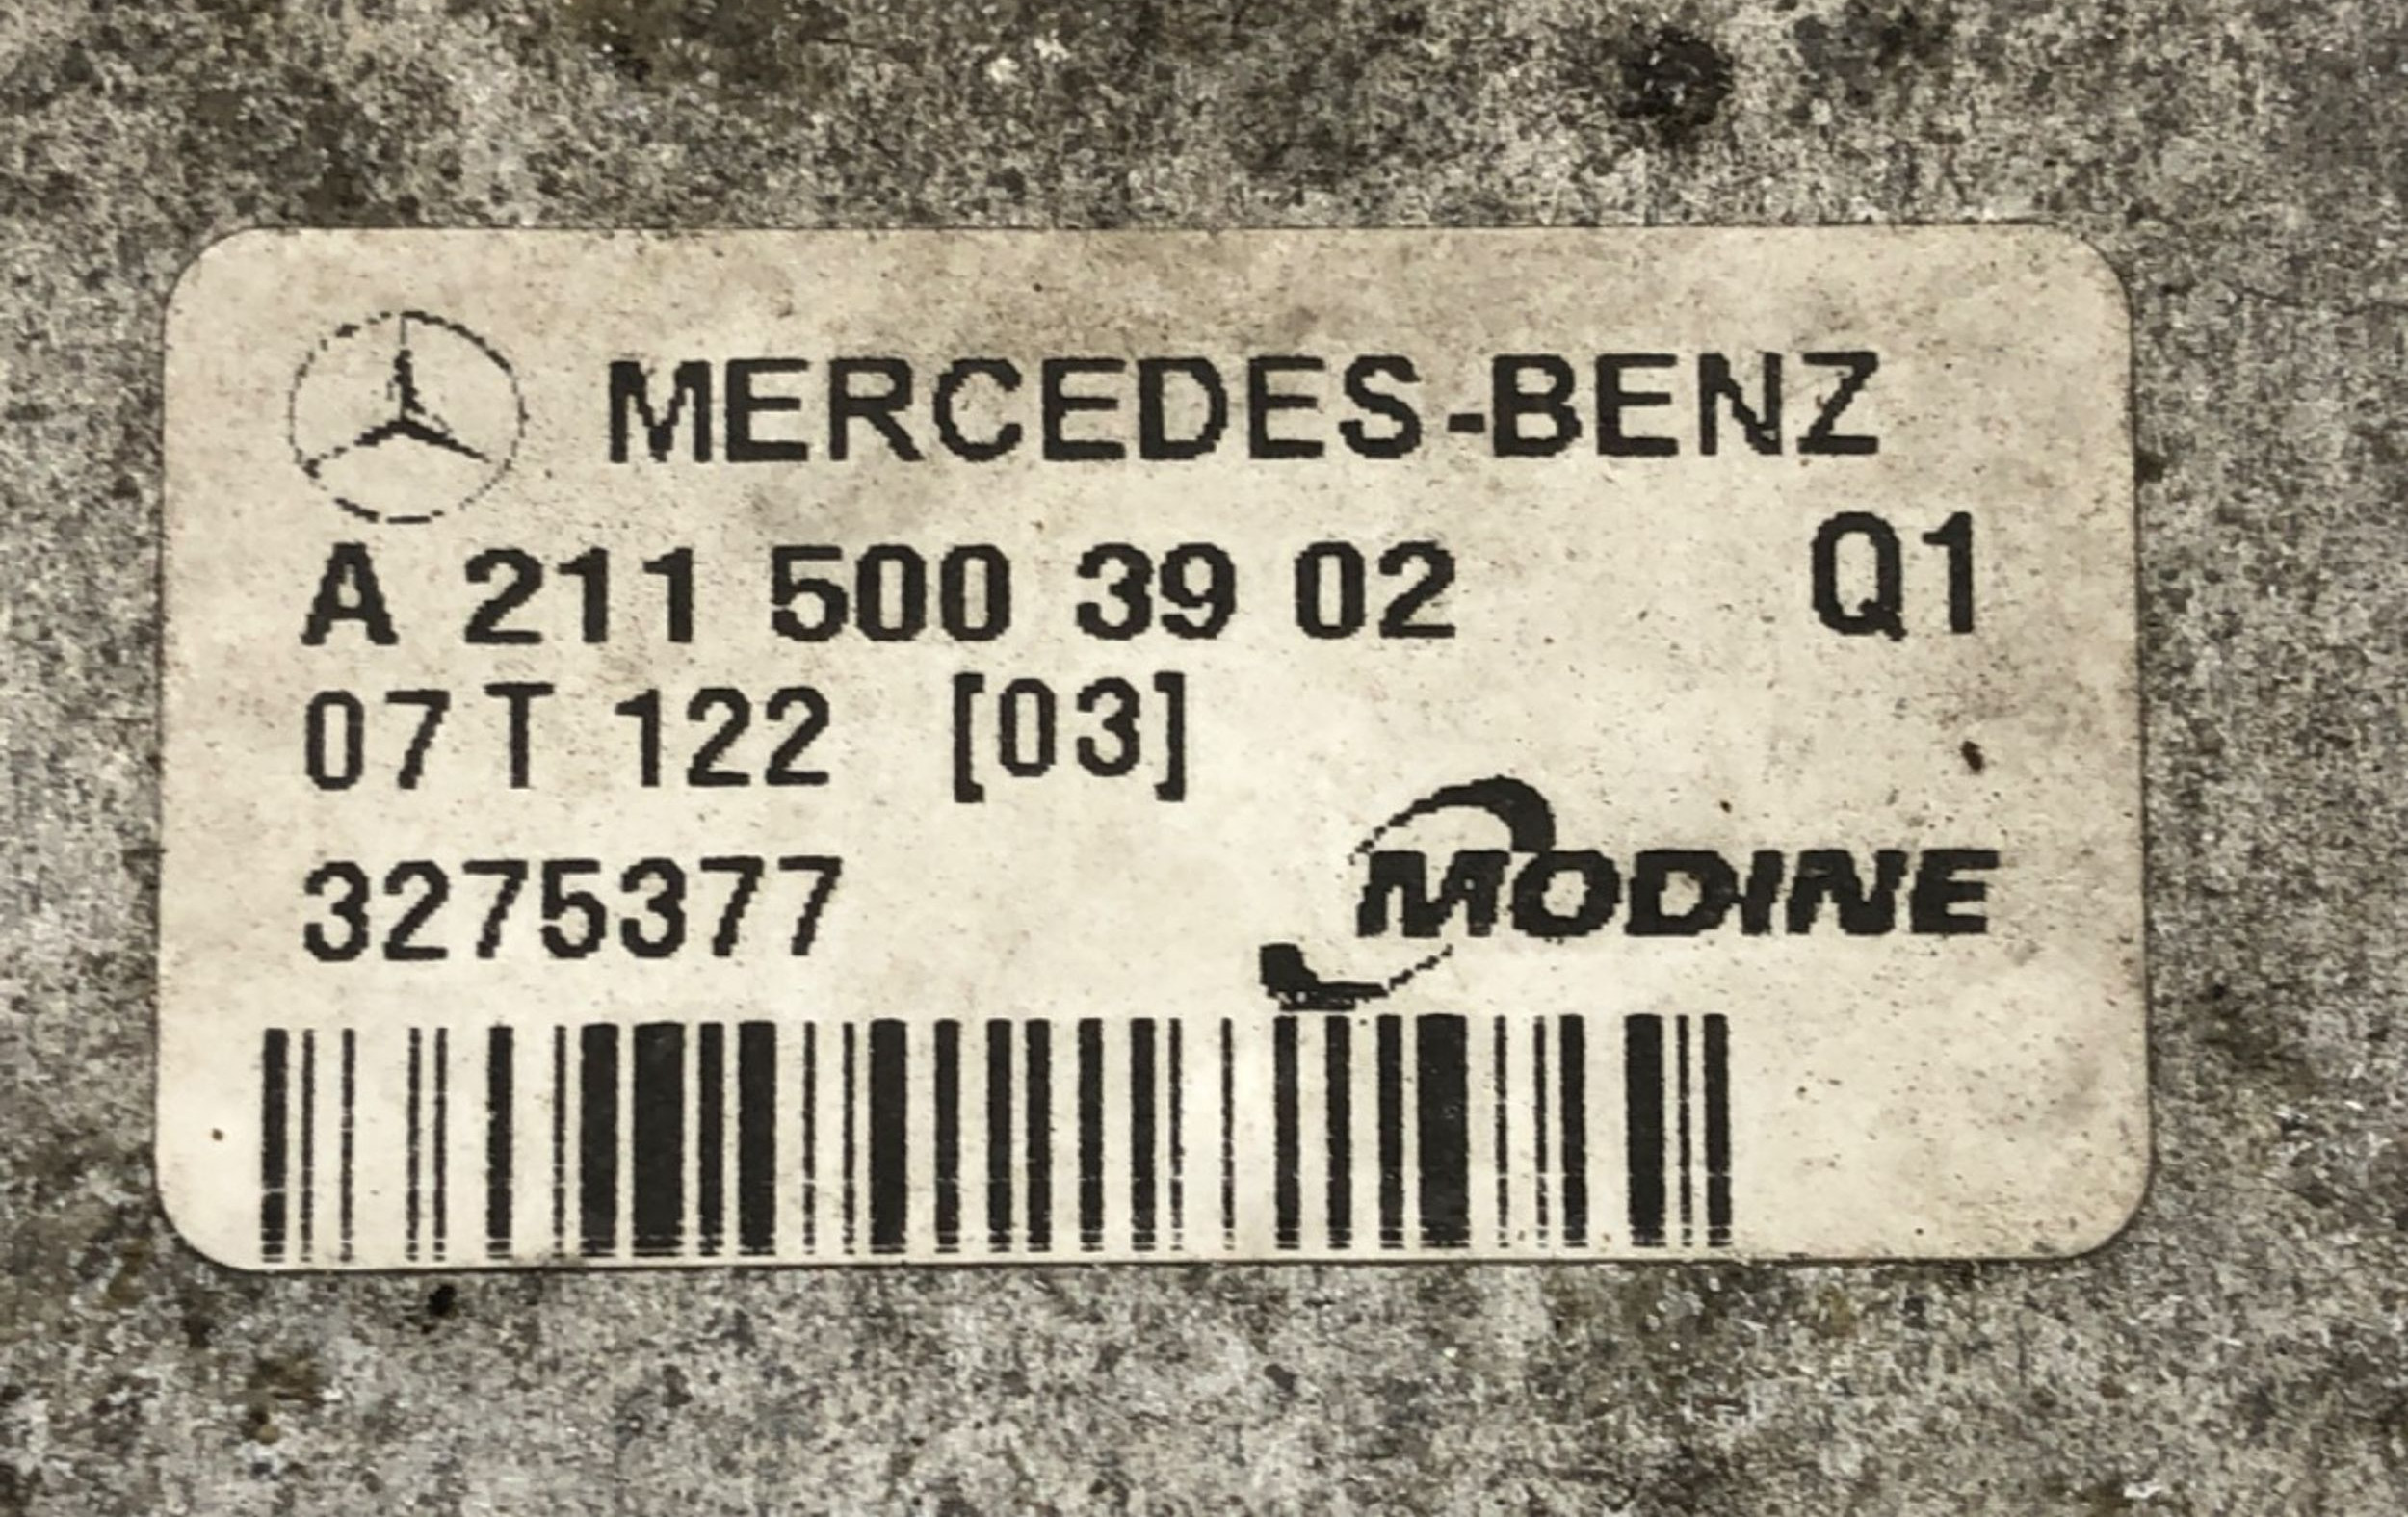 MERCEDES-BENZ
A 211 500 39 02 Q1
07 T 122 [03]
3275377 MODINE